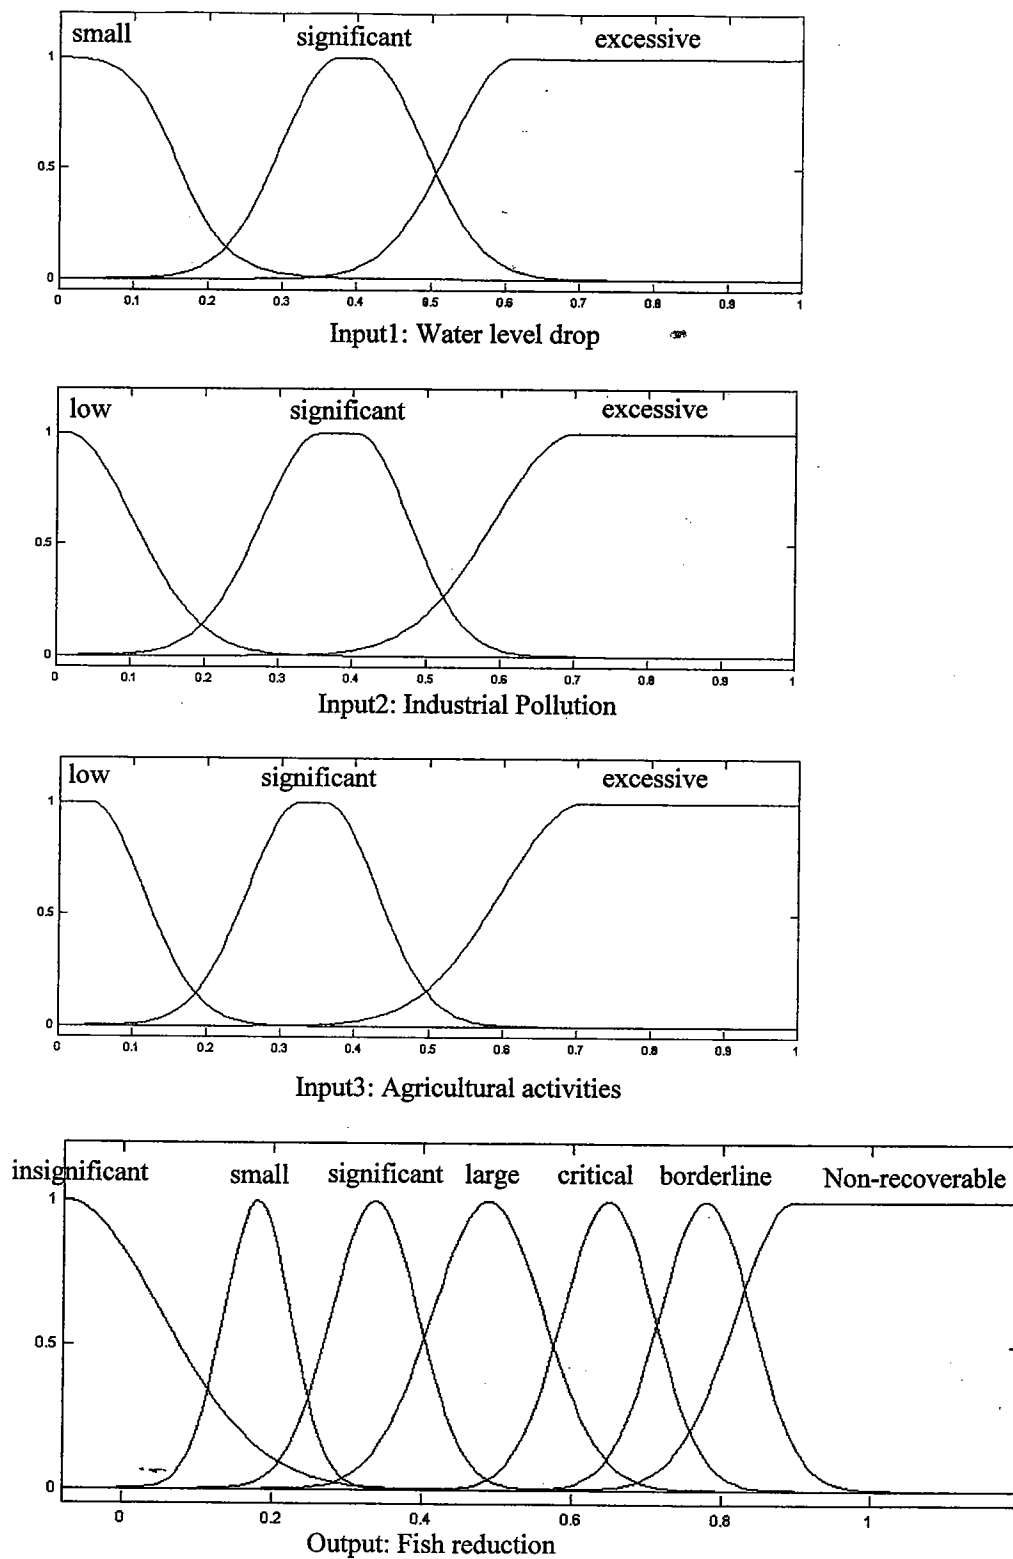 small significant excessive
1
0.5
0
0 0.1 0.2 0.3 0.4 0.5 0.6 0.7 0.8 0.9 1
Input1: Water level drop
low significant excessive
1
0.5
0
0 0.1 0.2 0.3 0.4 0.5 0.6 0.7 0.8 0.9 1
Input2: Industrial Pollution
low significant excessive
1
0.5
0
0 0.1 0.2 0.3 0.4 0.5 0.6 0.7 0.8 0.9 1
Input3: Agricultural activities
insignificant small significant large critical borderline Non-recoverable
1
0.5
0
0 0.2 0.4 0.6 0.8 1
Output: Fish reduction